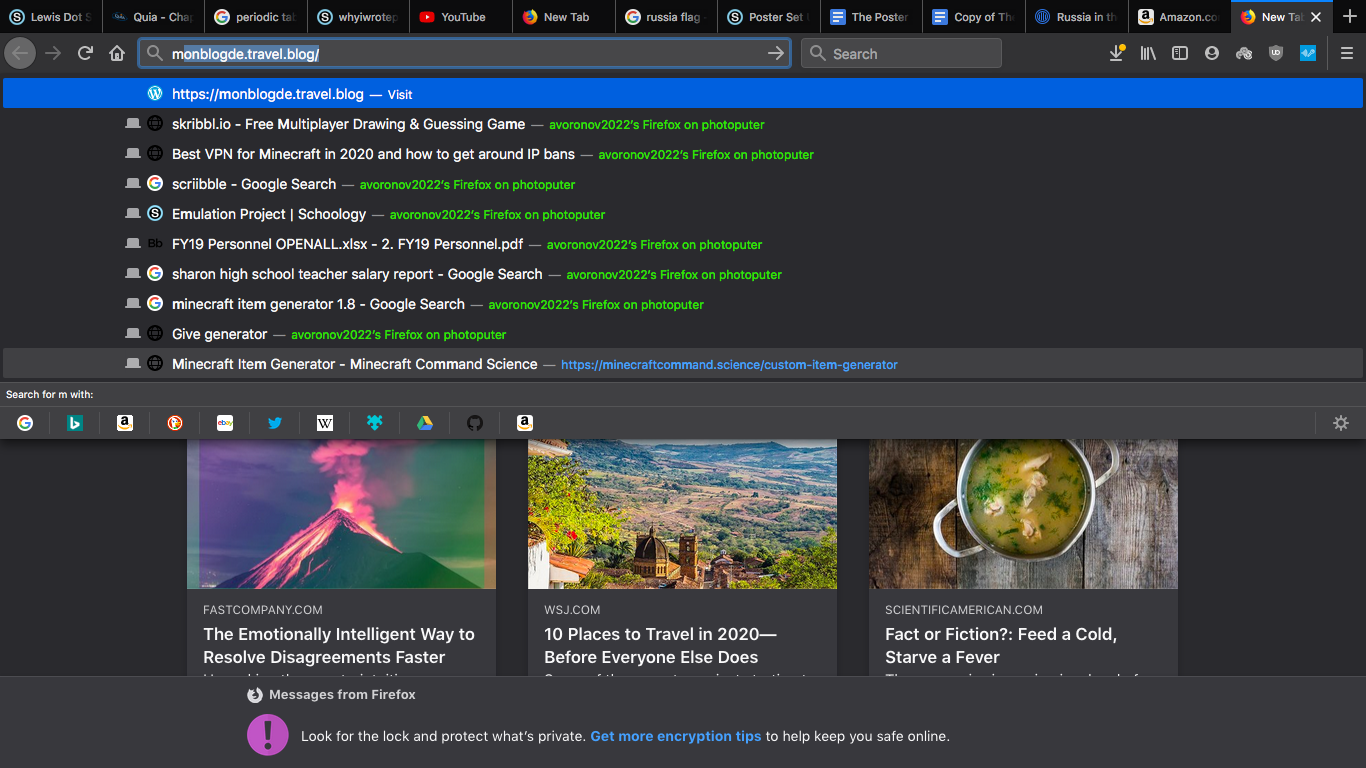 Lewis Dot S
Quia - Chap
periodic tab
whyiwrotep
YouTube
New Tab
russia flag -
Poster Set
The Poster
Copy of Th
Russia in th
Amazon.co
New Tab
monblogde.travel.blog/
Search
https://monblogde.travel.blog — Visit
skribbl.io - Free Multiplayer Drawing & Guessing Game — avoronov2022's Firefox on photoputer
Best VPN for Minecraft in 2020 and how to get around IP bans — avoronov2022's Firefox on photoputer
scriibble - Google Search — avoronov2022's Firefox on photoputer
Emulation Project | Schoology — avoronov2022's Firefox on photoputer
Bb FY19 Personnel OPENALL.xlsx - 2. FY19 Personnel.pdf — avoronov2022's Firefox on photoputer
sharon high school teacher salary report - Google Search — avoronov2022's Firefox on photoputer
minecraft item generator 1.8 - Google Search — avoronov2022's Firefox on photoputer
Give generator — avoronov2022's Firefox on photoputer
Minecraft Item Generator - Minecraft Command Science — https://minecraftcommand.science/custom-item-generator
Search for m with:
FASTCOMPANY.COM
The Emotionally Intelligent Way to
Resolve Disagreements Faster
WSJ.COM
10 Places to Travel in 2020—
Before Everyone Else Does
SCIENTIFICAMERICAN.COM
Fact or Fiction?: Feed a Cold,
Starve a Fever
Messages from Firefox
Look for the lock and protect what's private. Get more encryption tips to help keep you safe online.